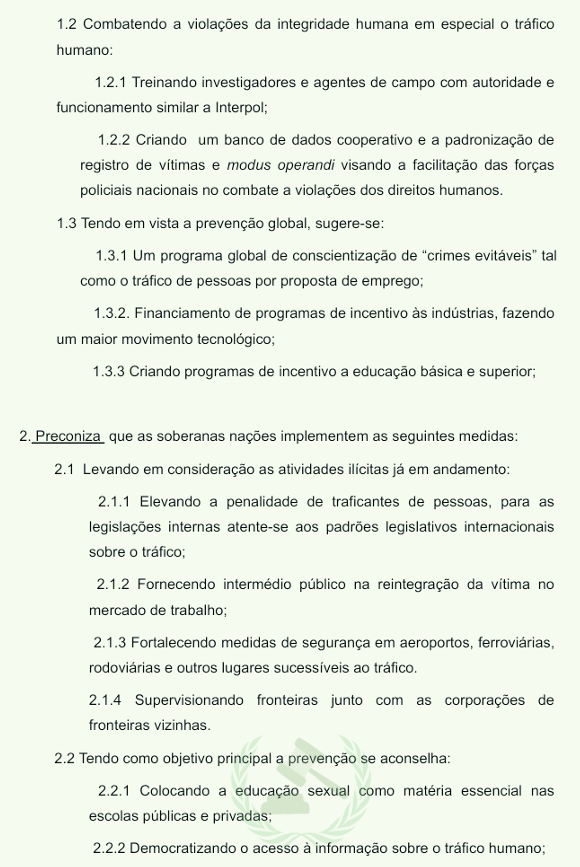 1.2 Combatendo a violações da integridade humana em especial o tráfico
humano:
1.2.1 Treinando investigadores e agentes de campo com autoridade e
funcionamento similar a Interpol;
1.2.2 Criando um banco de dados cooperativo e a padronização de
registro de vítimas e modus operandi visando a facilitação das forças
policiais nacionais no combate a violações dos direitos humanos.
1.3 Tendo em vista a prevenção global, sugere-se:
1.3.1 Um programa global de conscientização de “crimes evitáveis” tal
como o tráfico de pessoas por proposta de emprego;
1.3.2. Financiamento de programas de incentivo às indústrias, fazendo
um maior movimento tecnológico;
1.3.3 Criando programas de incentivo a educação básica e superior;
2. Preconiza que as soberanas nações implementem as seguintes medidas:
2.1 Levando em consideração as atividades ilícitas já em andamento:
2.1.1 Elevando a penalidade de traficantes de pessoas, para as
legislações internas atente-se aos padrões legislativos internacionais
sobre o tráfico;
2.1.2 Fornecendo intermédio público na reintegração da vítima no
mercado de trabalho;
2.1.3 Fortalecendo medidas de segurança em aeroportos, ferroviárias,
rodoviárias e outros lugares sucessíveis ao tráfico.
2.1.4 Supervisionando fronteiras junto com as corporações de
fronteiras vizinhas.
2.2 Tendo como objetivo principal a prevenção se aconselha:
2.2.1 Colocando a educação sexual como matéria essencial nas
escolas públicas e privadas;
2.2.2 Democratizando o acesso à informação sobre o tráfico humano;